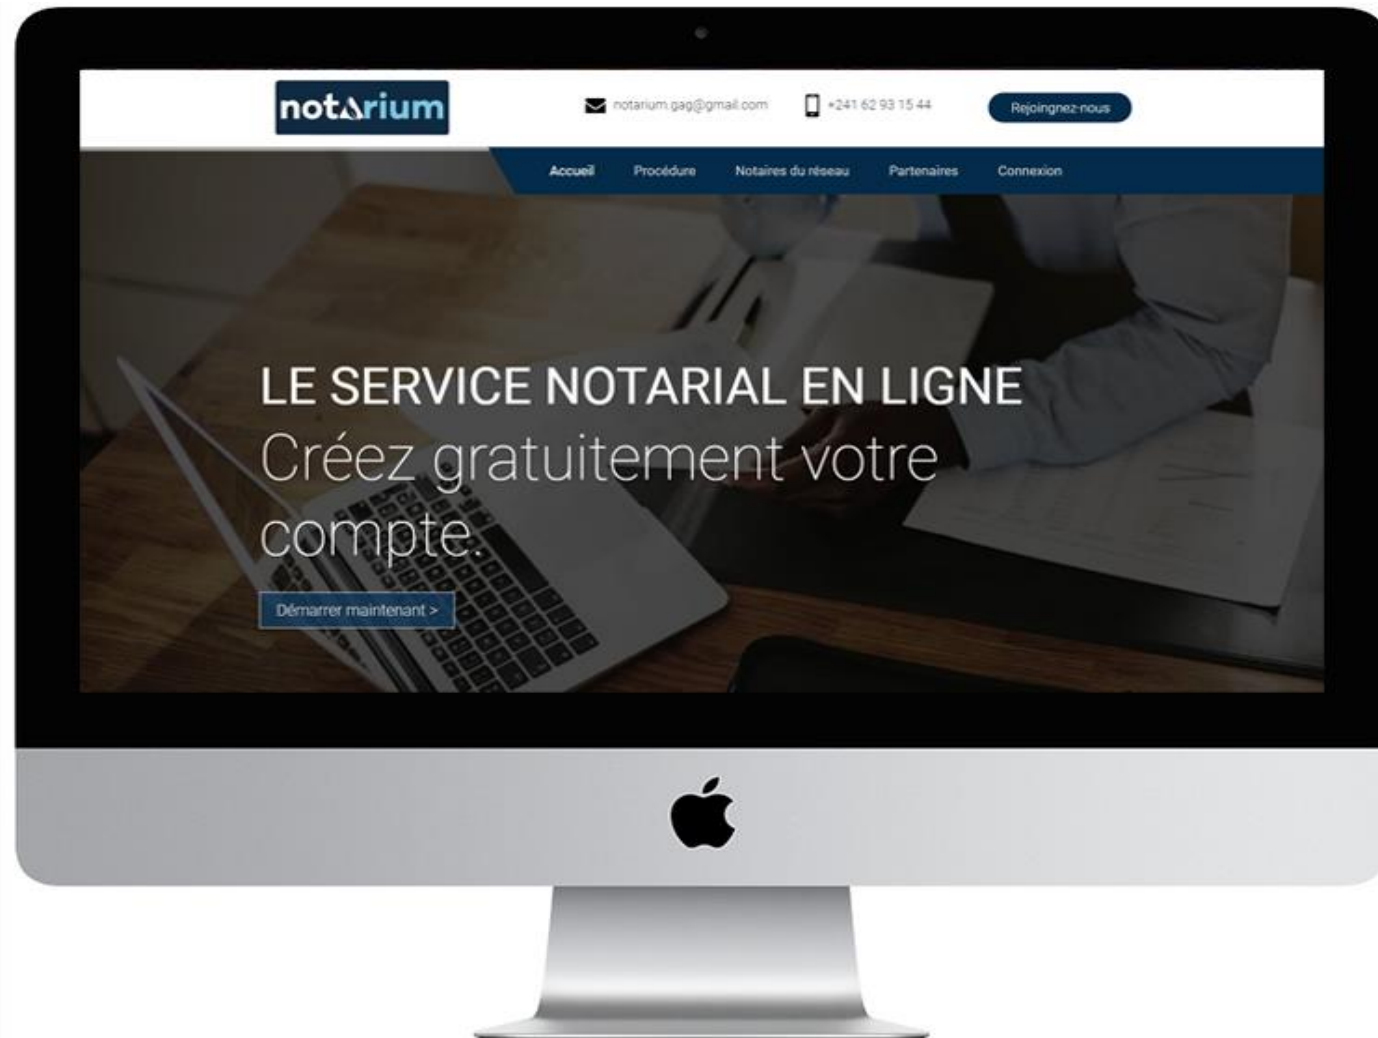 notarium
notarium.gag@gmail.com
+241 62 93 15 44
Rejoingnez-nous
Accueil Procédure Notaires du réseau Partenaires Connexion
LE SERVICE NOTARIAL EN LIGNE
Créez gratuitement votre
compte.
Démarrer maintenant >